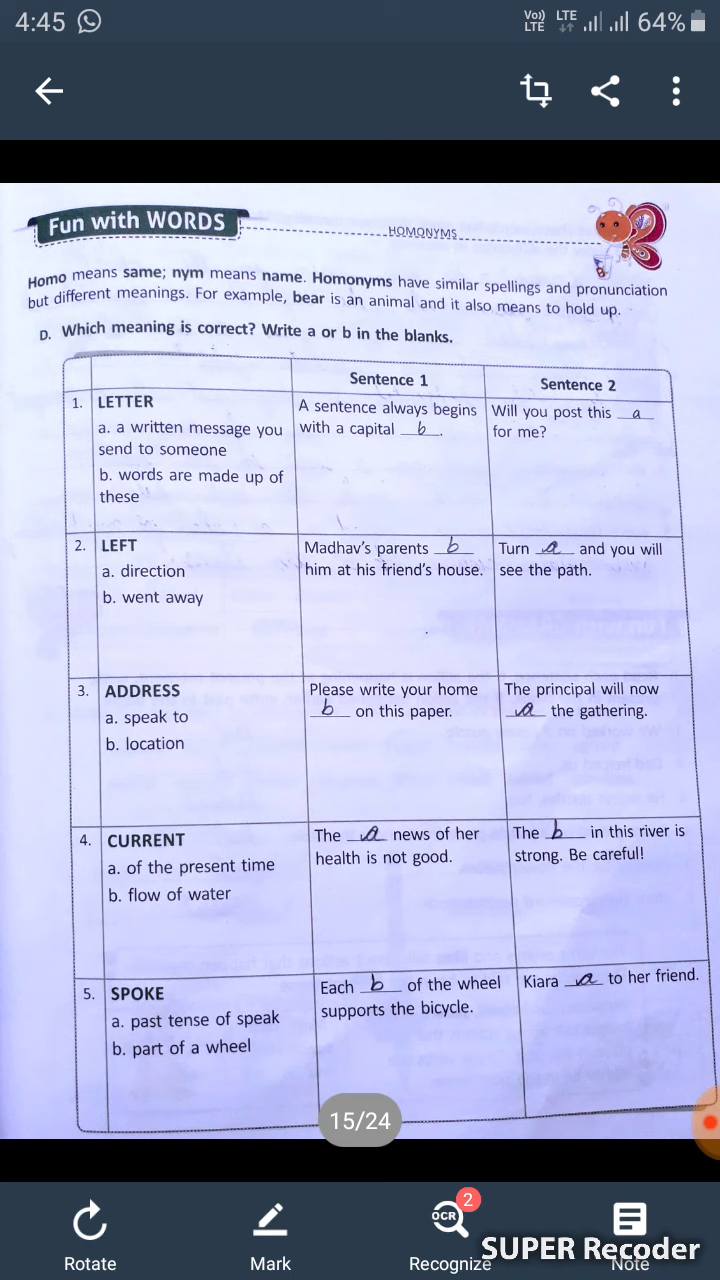 4:45 Vo)) LTE LTE 64%
Fun with WORDS
HOMONYMS
Homo means same; nym means name. Homonyms have similar spellings and pronunciation
but different meanings. For example, bear is an animal and it also means to hold up.
D. Which meaning is correct? Write a or b in the blanks.
Sentence 1
Sentence 2
1. LETTER
a. a written message you
send to someone
b. words are made up of
these
A sentence always begins
with a capital b.
Will you post this a
for me?
2. LEFT
a. direction
b. went away
Madhav's parents b
him at his friend's house.
Turn a and you will
see the path.
3. ADDRESS
a. speak to
b. location
Please write your home
b on this paper.
The principal will now
a the gathering.
4. CURRENT
a. of the present time
b. flow of water
The a news of her
health is not good.
The b in this river is
strong. Be careful!
5. SPOKE
a. past tense of speak
b. part of a wheel
Each b of the wheel
supports the bicycle.
Kiara a to her friend.
15/24
OCR 2
Rotate Mark Recognize Note
SUPER Recoder